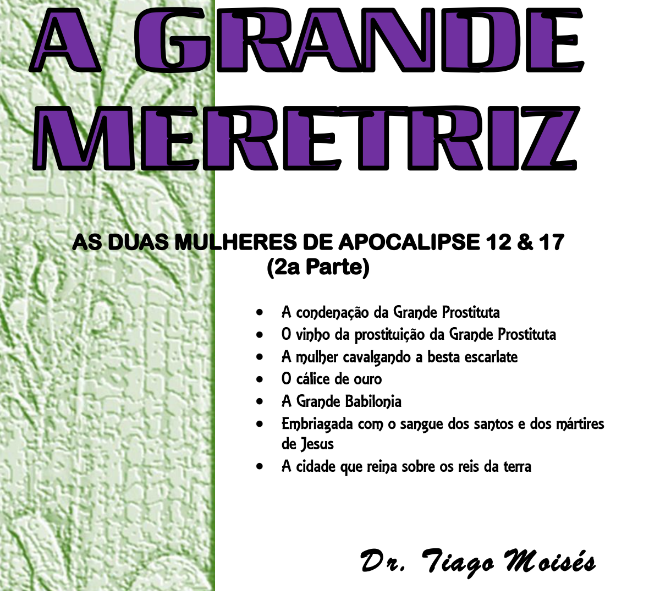 A GRANDE
MERETRIZ
AS DUAS MULHERES DE APOCALIPSE 12 & 17
(2a Parte)
• A condenação da Grande Prostituta
• O vinho da prostituição da Grande Prostituta
• A mulher cavalgando a besta escarlate
• O cálice de ouro
• A Grande Babilonia
• Embriagada com o sangue dos santos e dos mártires
de Jesus
• A cidade que reina sobre os reis da terra
Dr. Tiago Moisés